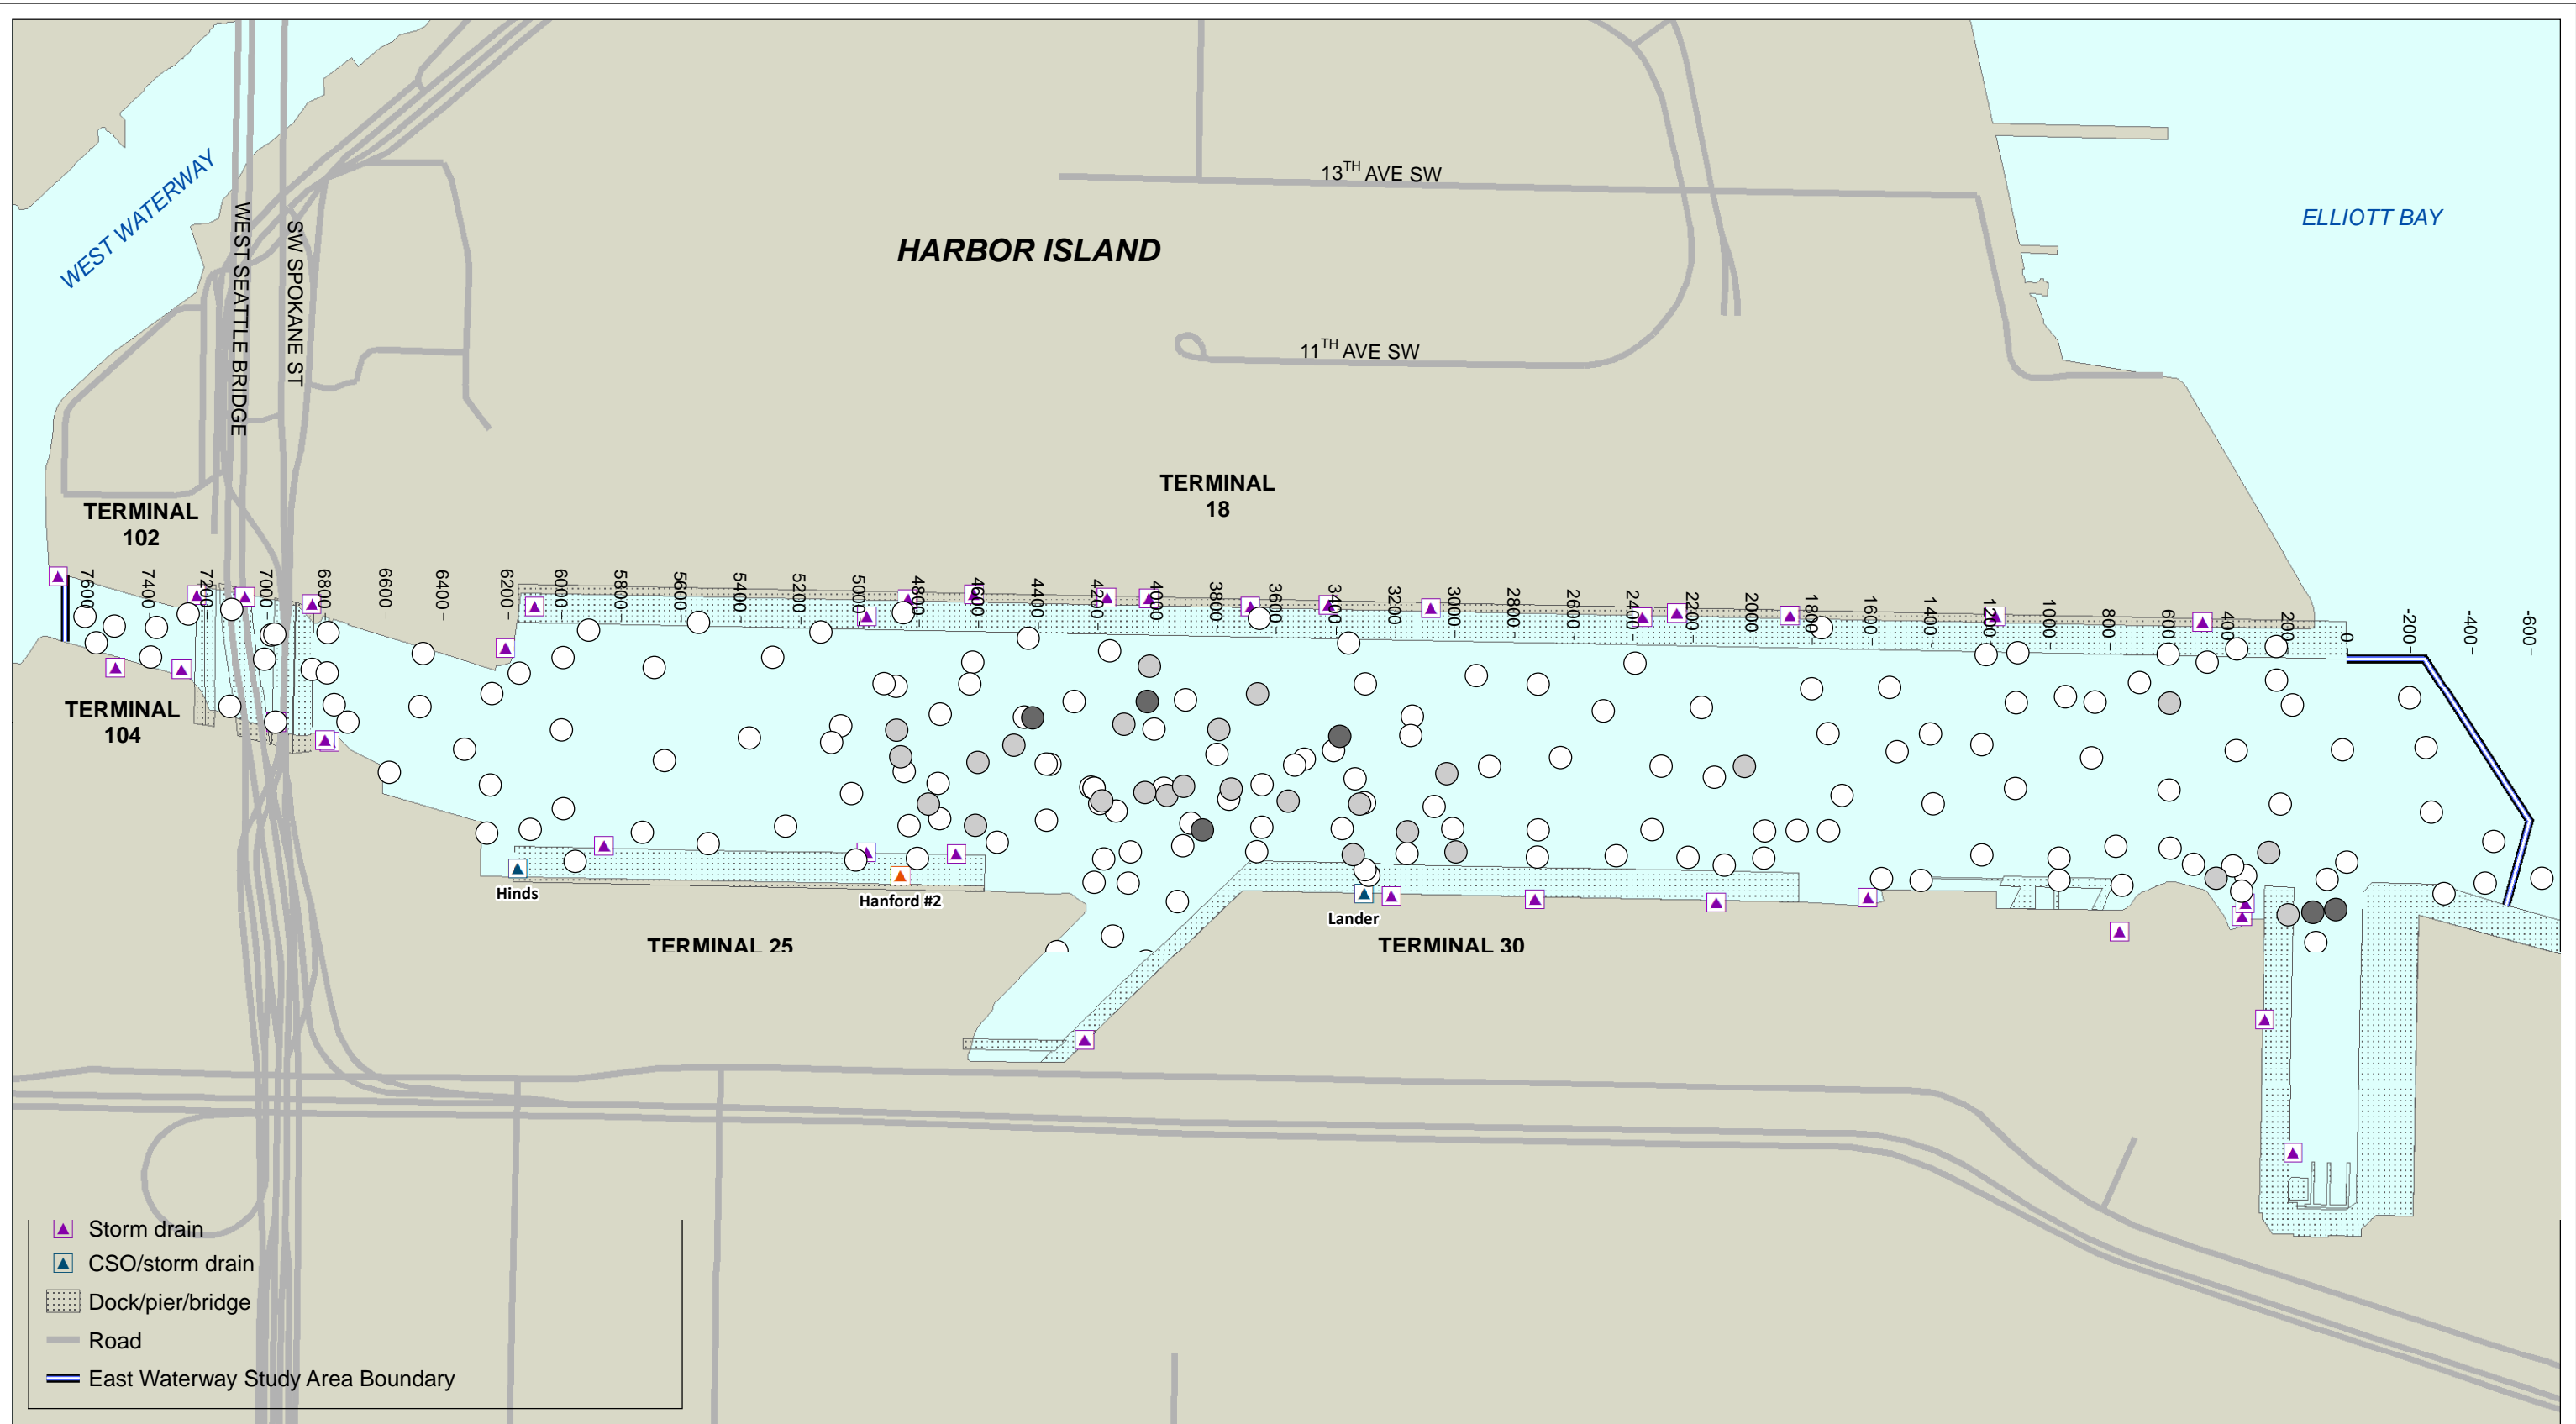 13TH AVE SW
WEST WATERWAY
ELLIOTT BAY
WEST SEATTLE BRIDGE
SW SPOKANE ST
HARBOR ISLAND
11TH AVE SW
TERMINAL
18
TERMINAL
102
7600
7400
7200
7000
6800
6600
6400
6200
6000
5800
5600
5400
5200
5000
4800
4600
4400
4200
4000
3800
3600
3400
3200
3000
2800
2600
2400
2200
2000
1800
1600
1400
1200
1000
800
600
400
200
0
-200
-400
-600
TERMINAL
104
Hinds
Hanford #2
Lander
TERMINAL 25
TERMINAL 30
Storm drain
CSO/storm drain
Dock/pier/bridge
Road
East Waterway Study Area Boundary